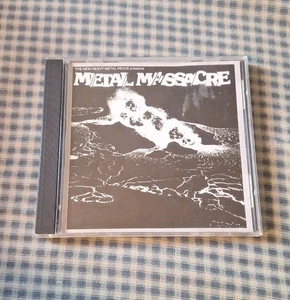 THE NEW HEAVY METAL REVUE presents
METAL MASSACRE